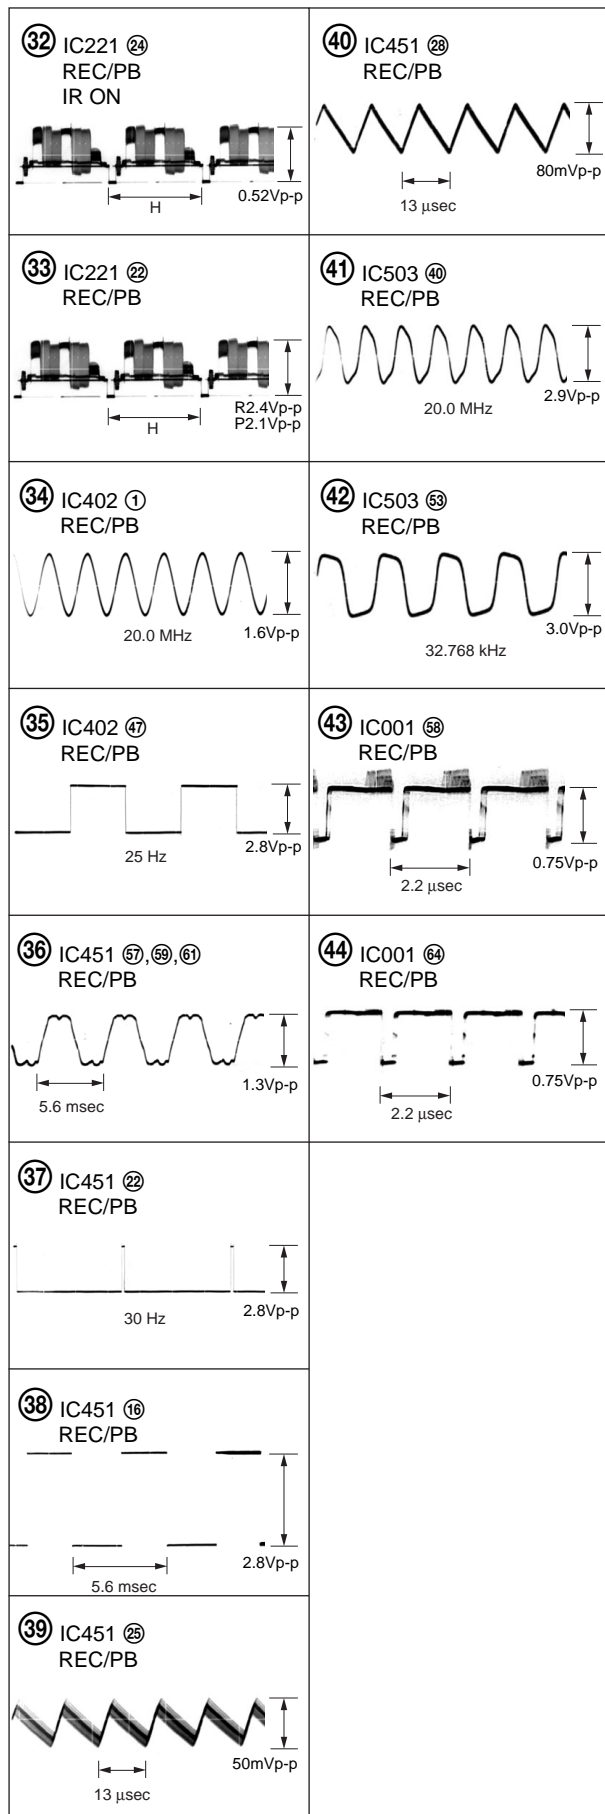 32 IC221 24
REC/PB
IR ON
0.52Vp-p
H
33 IC221 22
REC/PB
R2.4Vp-p
P2.1Vp-p
H
34 IC402 1
REC/PB
20.0 MHz
1.6Vp-p
35 IC402 47
REC/PB
25 Hz
2.8Vp-p
36 IC451 57, 59, 61
REC/PB
1.3Vp-p
5.6 msec
37 IC451 22
REC/PB
30 Hz
2.8Vp-p
38 IC451 16
REC/PB
2.8Vp-p
5.6 msec
39 IC451 25
REC/PB
50mVp-p
13 μsec
40 IC451 28
REC/PB
80mVp-p
13 μsec
41 IC503 40
REC/PB
2.9Vp-p
20.0 MHz
42 IC503 53
REC/PB
3.0Vp-p
32.768 kHz
43 IC001 58
REC/PB
0.75Vp-p
2.2 μsec
44 IC001 64
REC/PB
0.75Vp-p
2.2 μsec